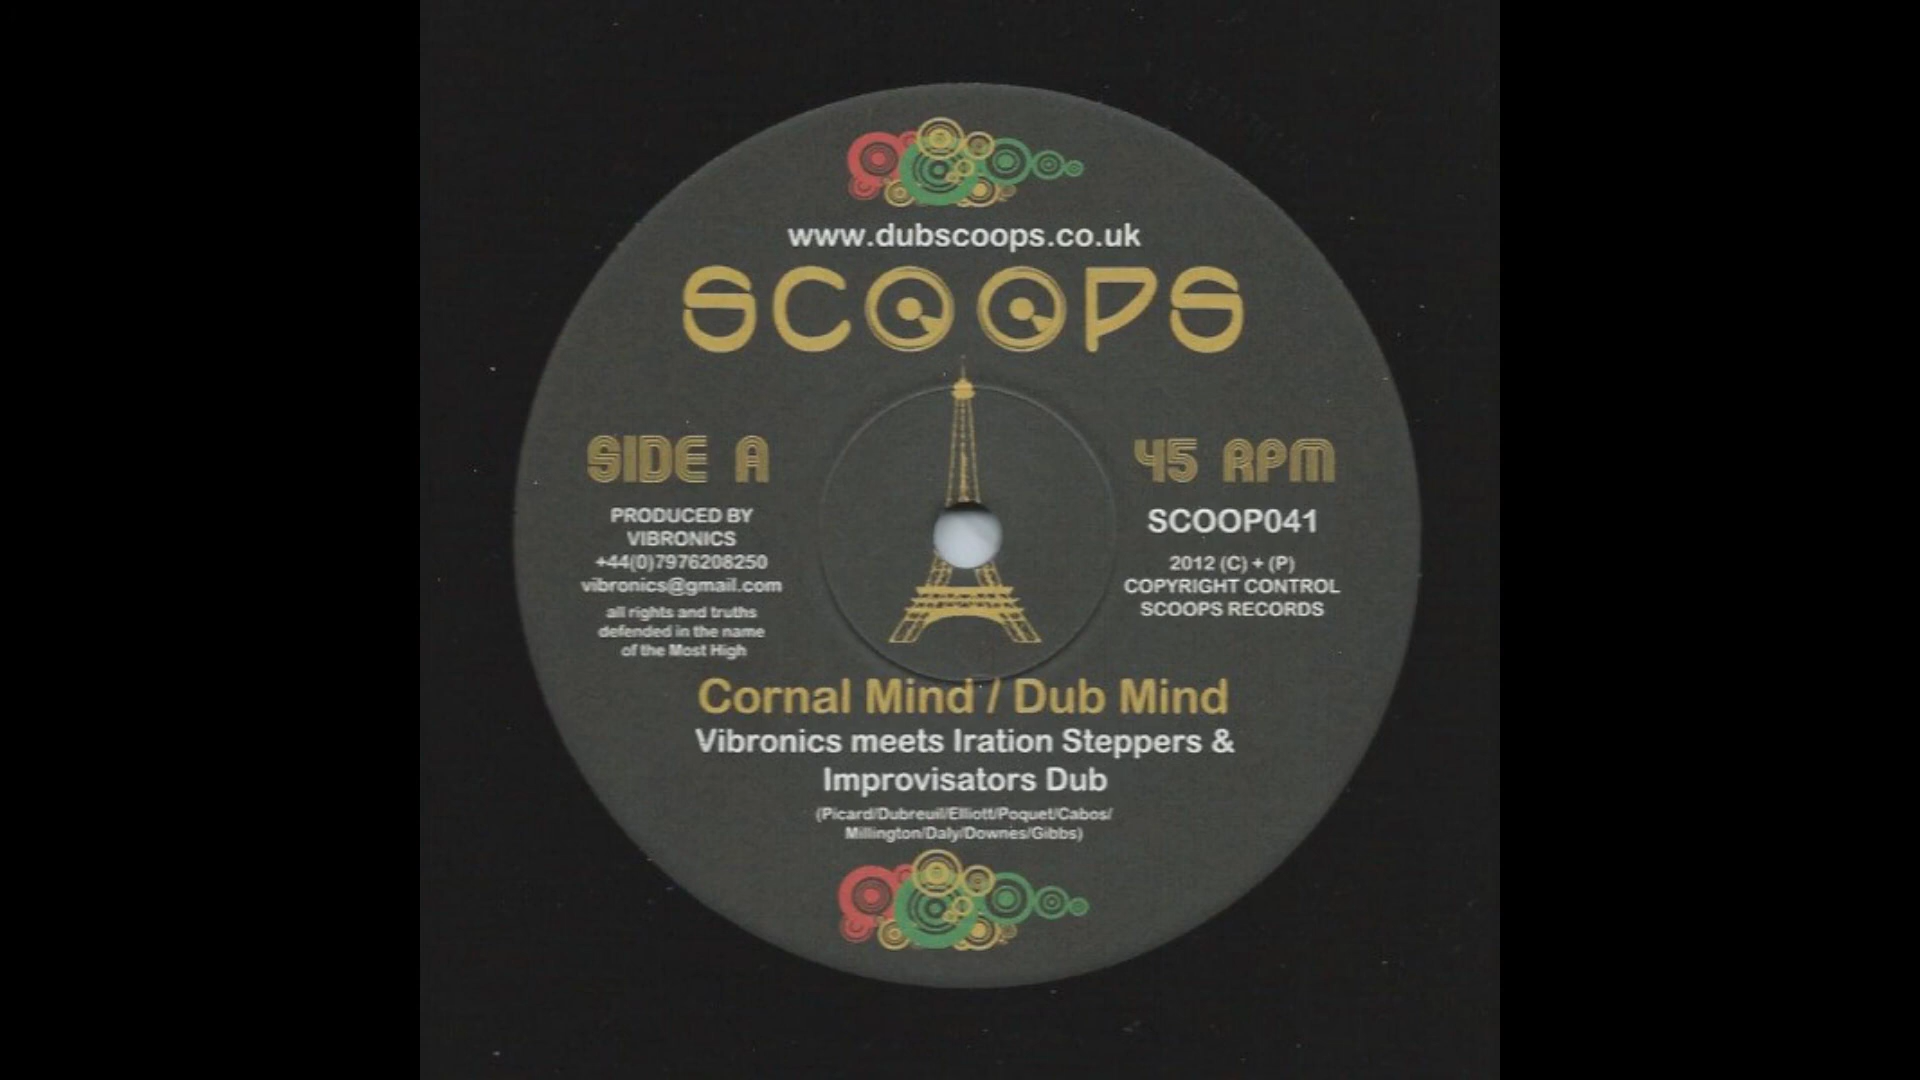 www.dubscoops.co.uk
SCOOPS
SIDE A
PRODUCED BY
VIBRONICS
+44(0)7976208250
vibronics@gmail.com
all rights and truths
defended in the name
of the Most High
45 RPM
SCOOP041
2012 (C) + (P)
COPYRIGHT CONTROL
SCOOPS RECORDS
Cornal Mind / Dub Mind
Vibronics meets Iration Steppers &
Improvisators Dub
(Picard/Dubreuil/Elliott/Poquet/Cabos/
Millington/Daly/Downes/Gibbs)